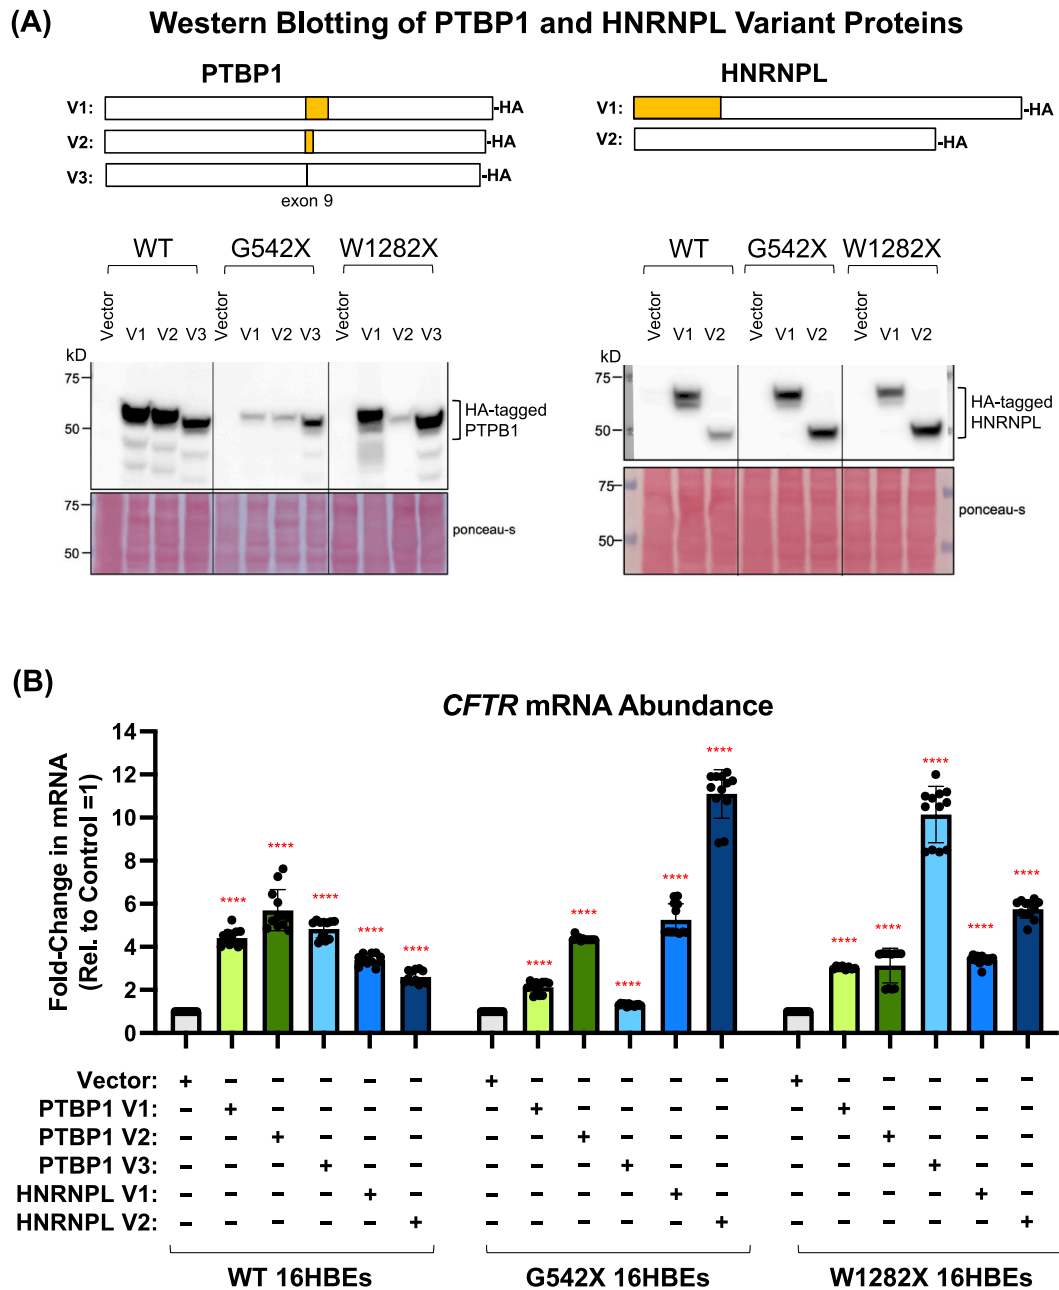 (A) Western Blotting of PTBP1 and HNRNPL Variant Proteins
PTBP1
V1: -HA
V2: -HA
V3: -HA
exon 9
HNRNPL
V1: -HA
V2: -HA
WT G542X W1282X
Vector V1 V2 V3 Vector V1 V2 V3 Vector V1 V2 V3
kD
75
50
HA-tagged
PTPB1
75
50
ponceau-s
WT G542X W1282X
Vector V1 V2 Vector V1 V2 Vector V1 V2
kD
75
50
HA-tagged
HNRNPL
75
50
ponceau-s
(B)
CFTR mRNA Abundance
Fold-Change in mRNA
(Rel. to Control =1)
14
12
10
8
6
4
2
0
**** **** **** **** ****
**** **** **** **** ****
**** **** **** **** ****
Vector: + - - - - - + - - - - - + - - - - -
PTBP1 V1: - + - - - - - + - - - - - + - - - -
PTBP1 V2: - - + - - - - - + - - - - - + - - -
PTBP1 V3: - - - + - - - - - + - - - - - + - -
HNRNPL V1: - - - - + - - - - - + - - - - - + -
HNRNPL V2: - - - - - + - - - - - + - - - - - +
WT 16HBEs G542X 16HBEs W1282X 16HBEs